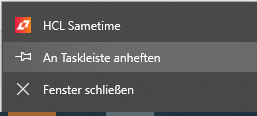 HCL Sametime
An Taskleiste anheften
Fenster schließen